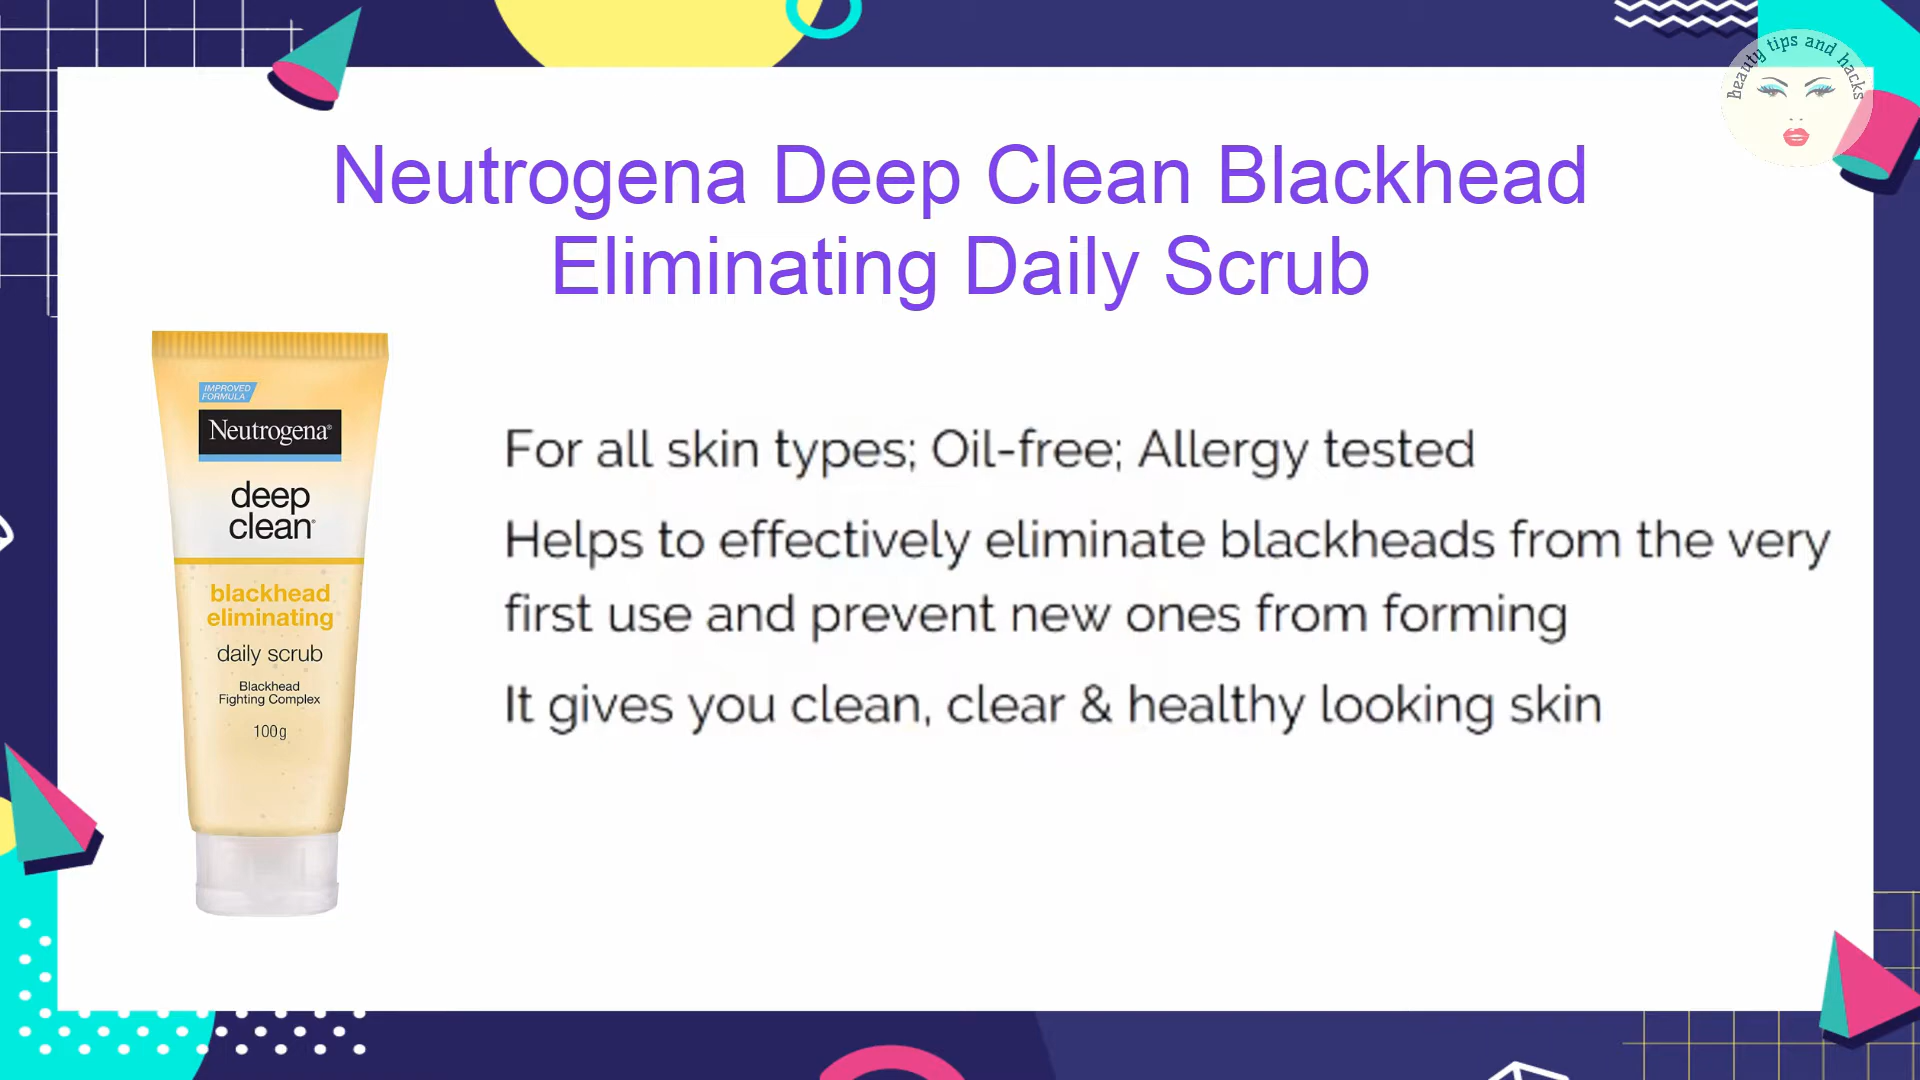 Beauty tips and hacks
Neutrogena Deep Clean Blackhead
Eliminating Daily Scrub
IMPROVED
FORMULA
Neutrogena®
deep
clean®
blackhead
eliminating
daily scrub
Blackhead
Fighting Complex
100g
For all skin types; Oil-free; Allergy tested
Helps to effectively eliminate blackheads from the very
first use and prevent new ones from forming
It gives you clean, clear & healthy looking skin